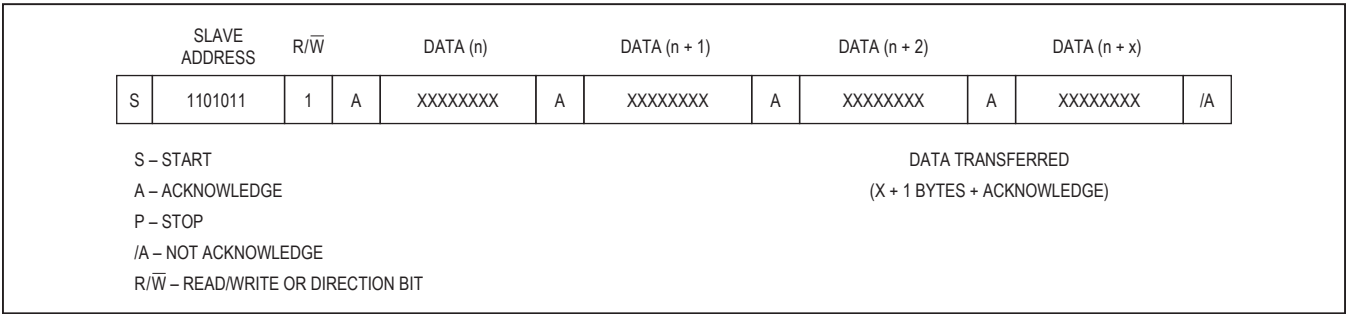 SLAVE ADDRESS R/W̅ DATA (n) DATA (n + 1) DATA (n + 2) DATA (n + x)
S 1101011 1 A XXXXXXXX A XXXXXXXX A XXXXXXXX A XXXXXXXX /A
S – START
A – ACKNOWLEDGE
P – STOP
/A – NOT ACKNOWLEDGE
R/W̅ – READ/WRITE OR DIRECTION BIT
DATA TRANSFERRED
(X + 1 BYTES + ACKNOWLEDGE)